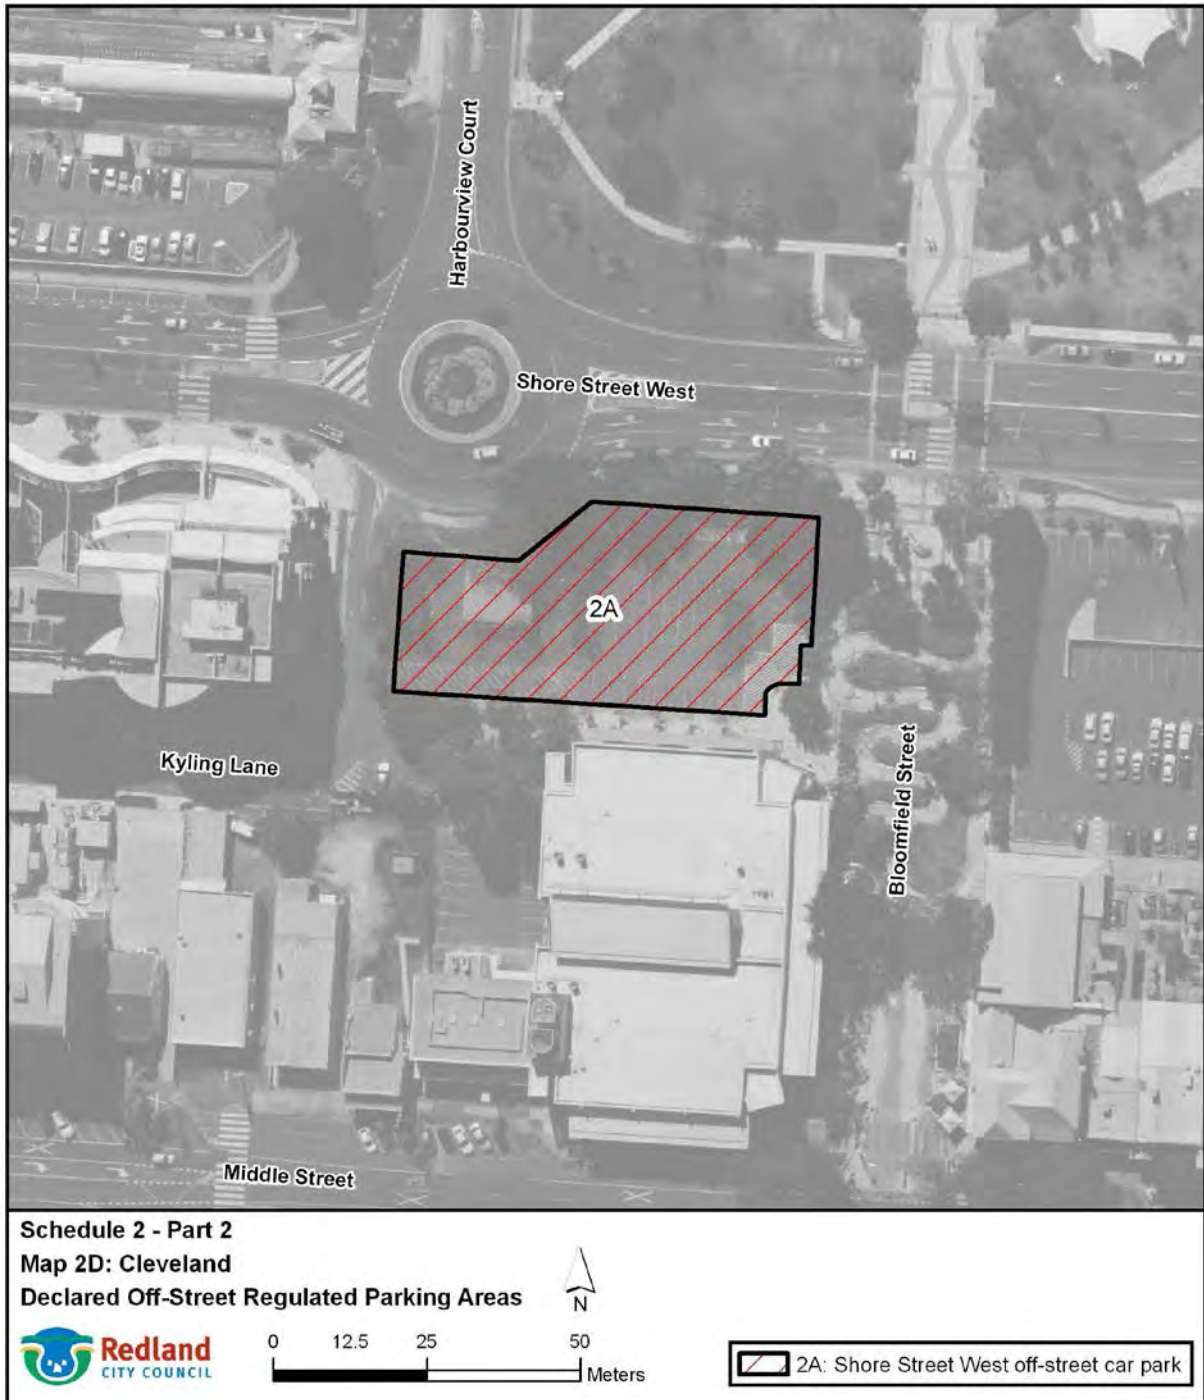 Harbourview Court
Shore Street West
2A
Kyling Lane
Bloomfield Street
Middle Street
Schedule 2 - Part 2
Map 2D: Cleveland
Declared Off-Street Regulated Parking Areas
N
Redland
CITY COUNCIL
0 12.5 25 50
Meters
2A: Shore Street West off-street car park